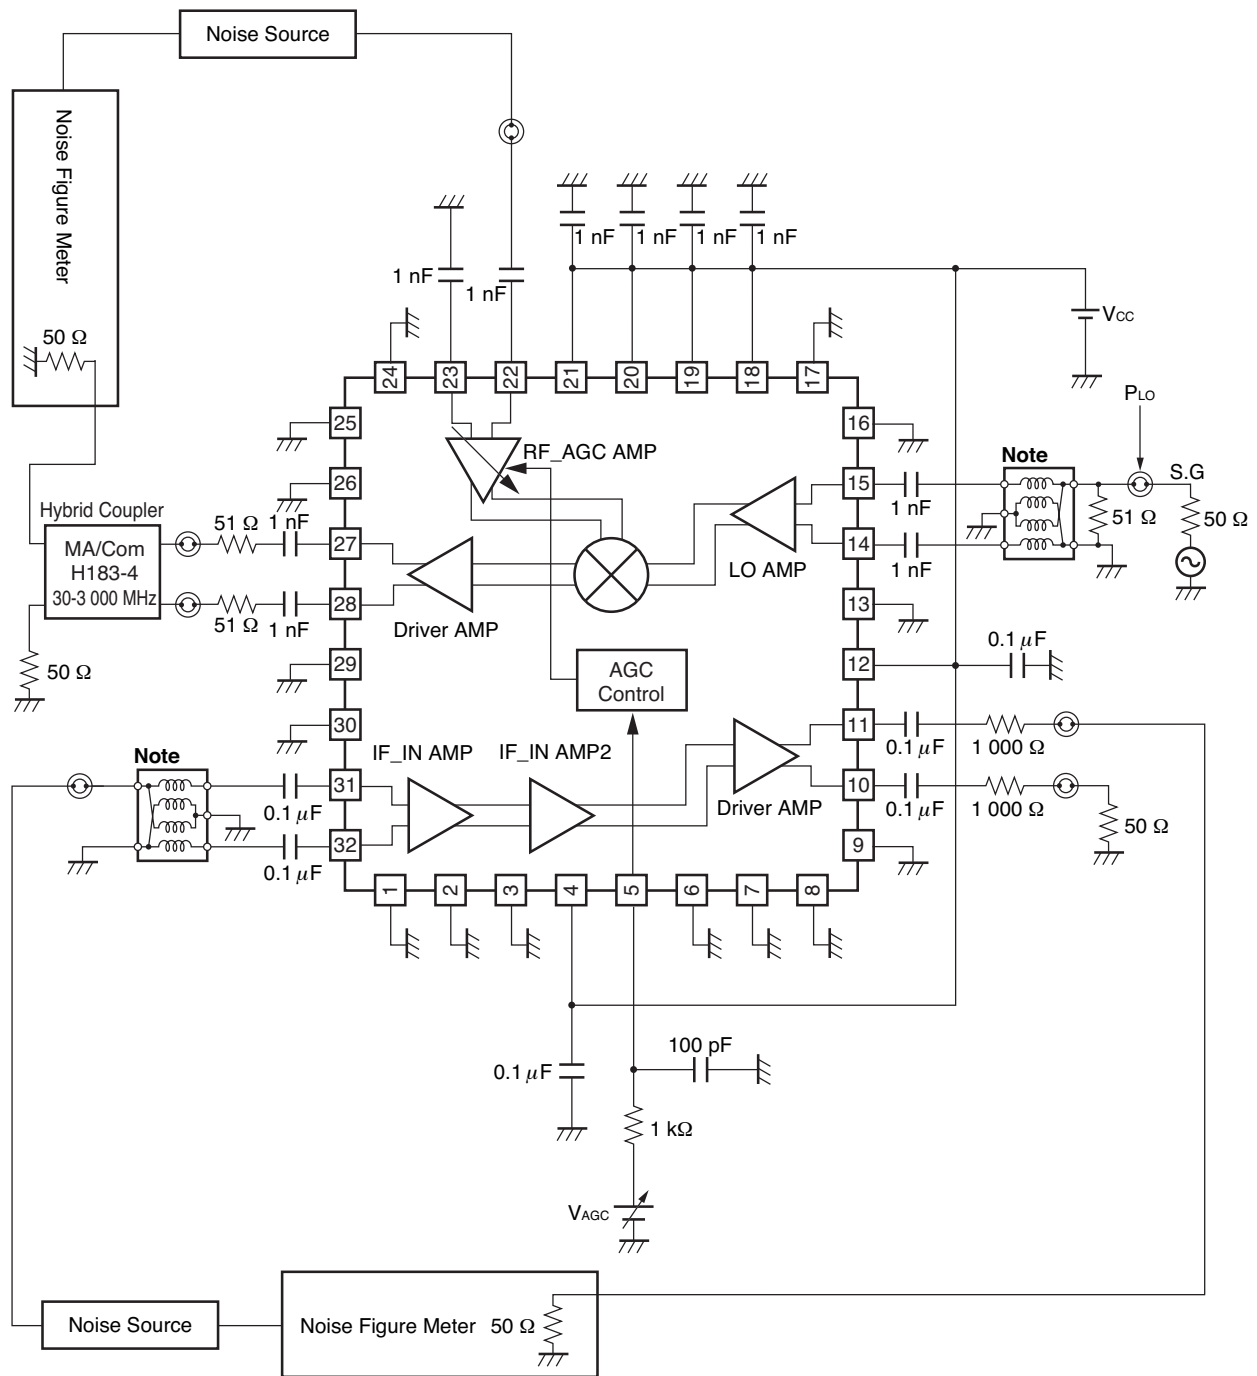 Noise Source
Noise Figure Meter
50 Ω
1 nF
1 nF
1 nF
1 nF
1 nF
1 nF
VCC
24
23
22
21
20
19
18
17
25
26
27
28
29
30
31
32
16
15
14
13
12
11
10
9
1
2
3
4
5
6
7
8
RF_AGC AMP
LO AMP
Driver AMP
AGC
Control
IF_IN AMP
IF_IN AMP2
Driver AMP
Hybrid Coupler
MA/Com
H183-4
30-3 000 MHz
51 Ω
1 nF
51 Ω
1 nF
50 Ω
Note
PLO
S.G
1 nF
1 nF
51 Ω
50 Ω
0.1 µF
0.1 µF
1 000 Ω
0.1 µF
1 000 Ω
50 Ω
Note
0.1 µF
0.1 µF
0.1 µF
100 pF
1 kΩ
VAGC
Noise Source
Noise Figure Meter 50 Ω